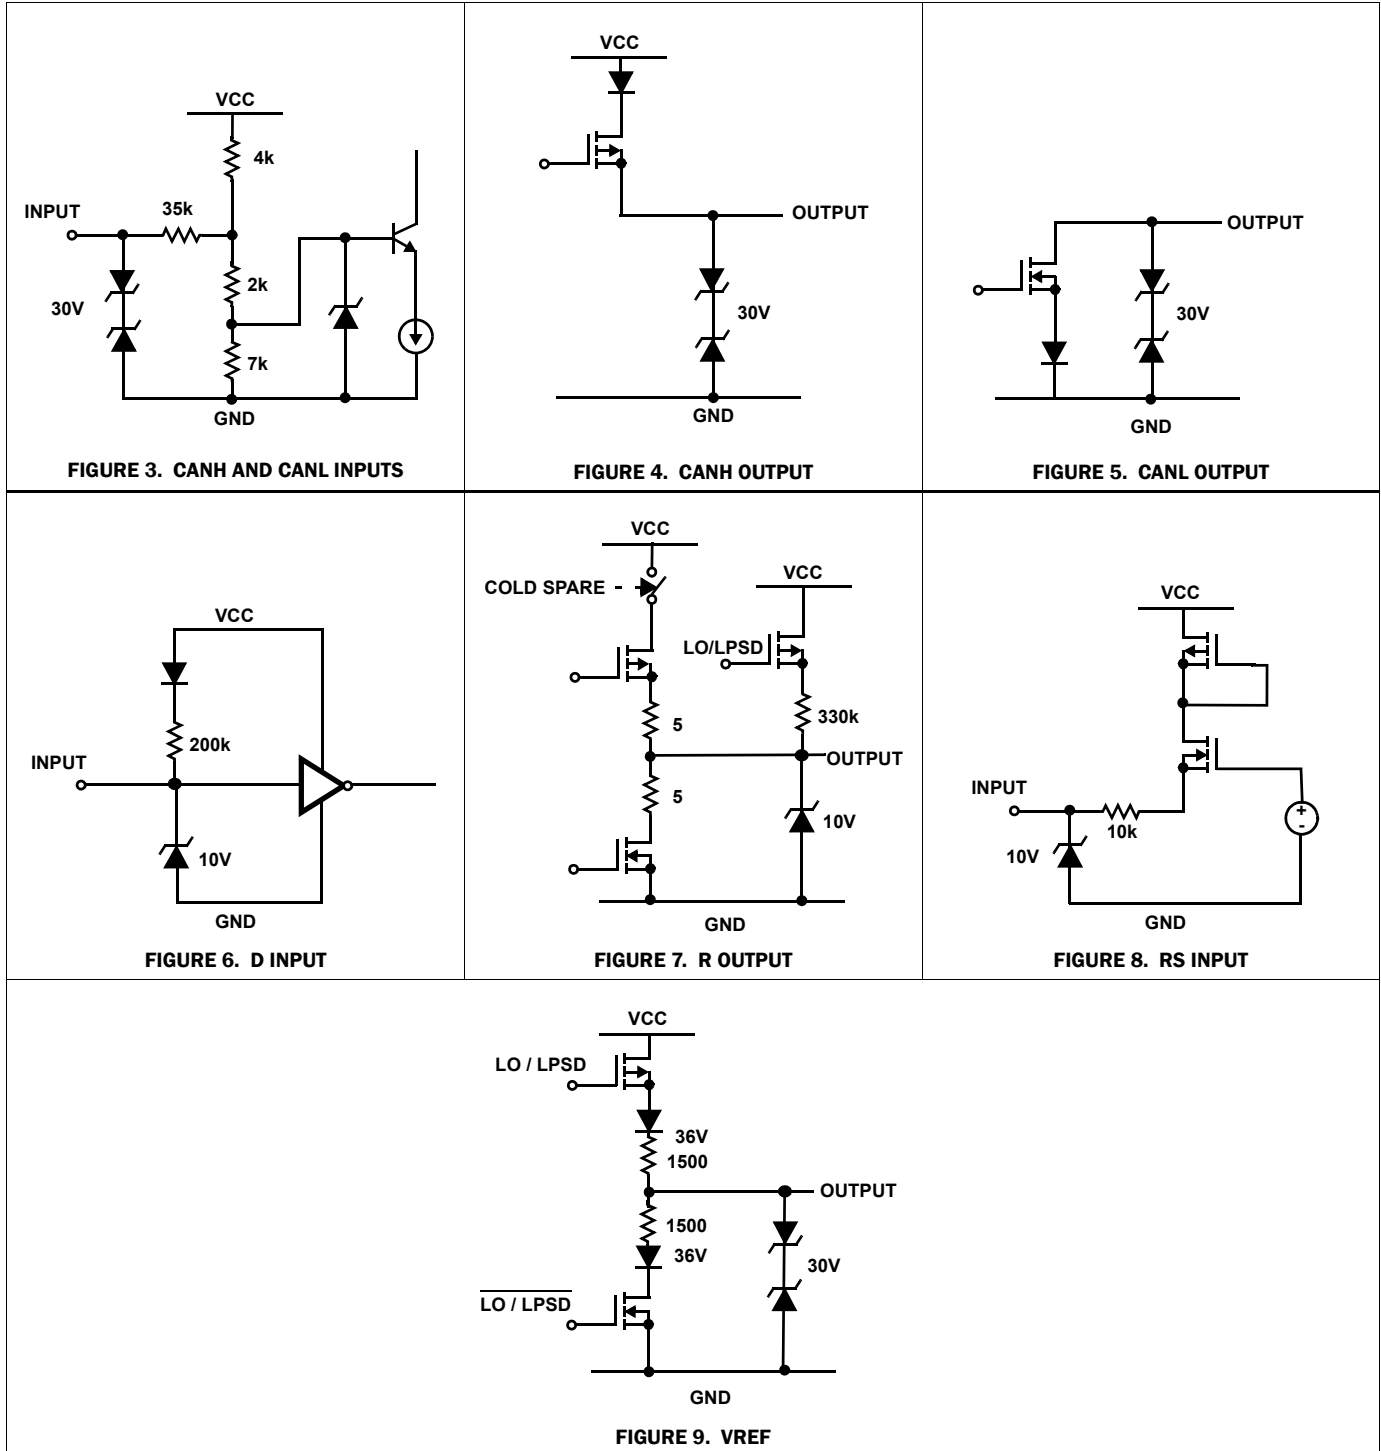 VCC
4k
INPUT
35k
30V
2k
7k
GND
FIGURE 3. CANH AND CANL INPUTS
VCC
OUTPUT
30V
GND
FIGURE 4. CANH OUTPUT
OUTPUT
30V
GND
FIGURE 5. CANL OUTPUT
VCC
200k
INPUT
10V
GND
FIGURE 6. D INPUT
VCC
COLD SPARE
VCC
LO/LPSD
5
330k
OUTPUT
5
10V
GND
FIGURE 7. R OUTPUT
VCC
INPUT
10k
10V
+
-
GND
FIGURE 8. RS INPUT
VCC
LO / LPSD
36V
1500
OUTPUT
1500
36V
30V
LO / LPSD
GND
FIGURE 9. VREF